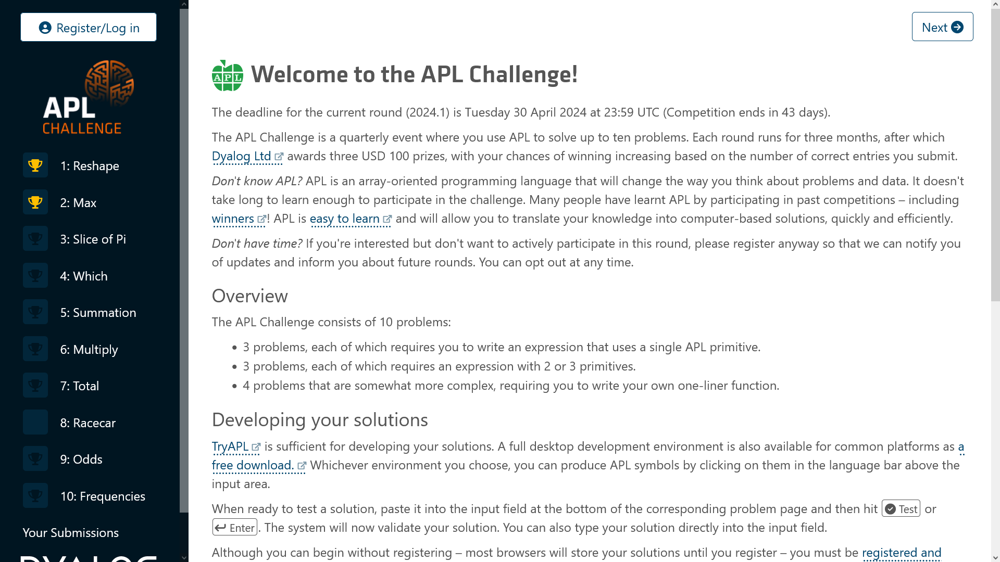 Register/Log in
APL
CHALLENGE
1: Reshape
2: Max
3: Slice of Pi
4: Which
5: Summation
6: Multiply
7: Total
8: Racecar
9: Odds
10: Frequencies
Your Submissions
DYALOG
Next
APL
Welcome to the APL Challenge!
The deadline for the current round (2024.1) is Tuesday 30 April 2024 at 23:59 UTC (Competition ends in 43 days).
The APL Challenge is a quarterly event where you use APL to solve up to ten problems. Each round runs for three months, after which
Dyalog Ltd awards three USD 100 prizes, with your chances of winning increasing based on the number of correct entries you submit.
Don't know APL? APL is an array-oriented programming language that will change the way you think about problems and data. It doesn't
take long to learn enough to participate in the challenge. Many people have learnt APL by participating in past competitions – including
winners! APL is easy to learn and will allow you to translate your knowledge into computer-based solutions, quickly and efficiently.
Don't have time? If you're interested but don't want to actively participate in this round, please register anyway so that we can notify you
of updates and inform you about future rounds. You can opt out at any time.
Overview
The APL Challenge consists of 10 problems:
• 3 problems, each of which requires you to write an expression that uses a single APL primitive.
• 3 problems, each of which requires an expression with 2 or 3 primitives.
• 4 problems that are somewhat more complex, requiring you to write your own one-liner function.
Developing your solutions
TryAPL is sufficient for developing your solutions. A full desktop development environment is also available for common platforms as a
free download. Whichever environment you choose, you can produce APL symbols by clicking on them in the language bar above the
input area.
When ready to test a solution, paste it into the input field at the bottom of the corresponding problem page and then hit Test or
Enter. The system will now validate your solution. You can also type your solution directly into the input field.
Although you can begin without registering – most browsers will store your solutions until you register – you must be registered and